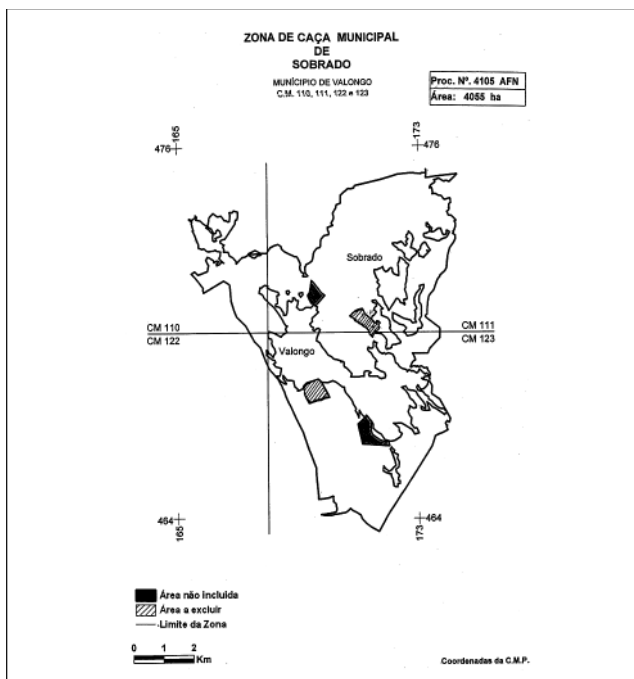 ZONA DE CAÇA MUNICIPAL
DE
SOBRADO
MUNÍCIPIO DE VALONGO
C.M. 110, 111, 122 e 123
Proc. Nº. 4105 AFN
Área: 4055 ha
165
173
476
476
Sobrado
CM 110
CM 111
CM 122
CM 123
Valongo
464
464
165
173
Área não incluida
Área a excluir
Limite da Zona
0 1 2
Km
Coordenadas da C.M.P.